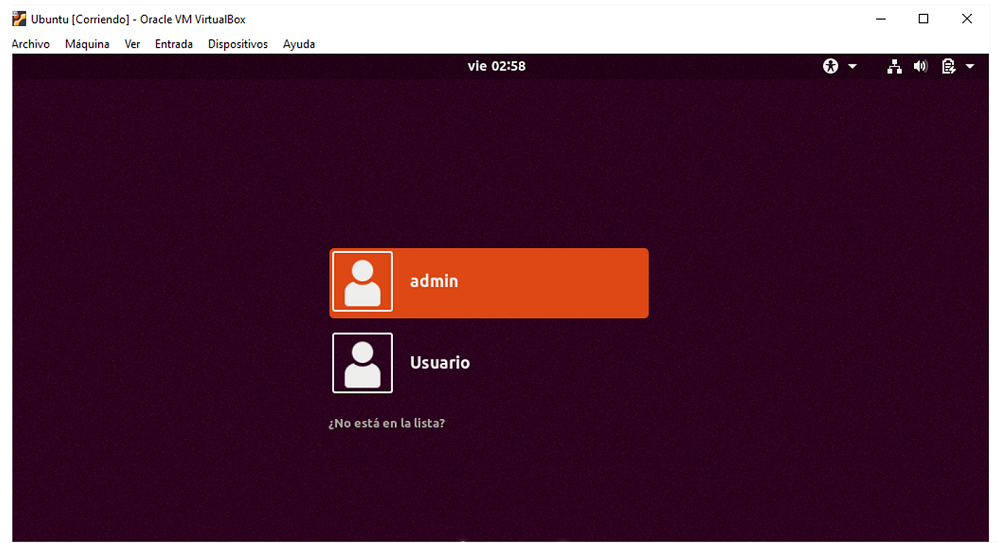 Ubuntu [Corriendo] - Oracle VM VirtualBox
Archivo Máquina Ver Entrada Dispositivos Ayuda
vie 02:58
admin
Usuario
¿No está en la lista?